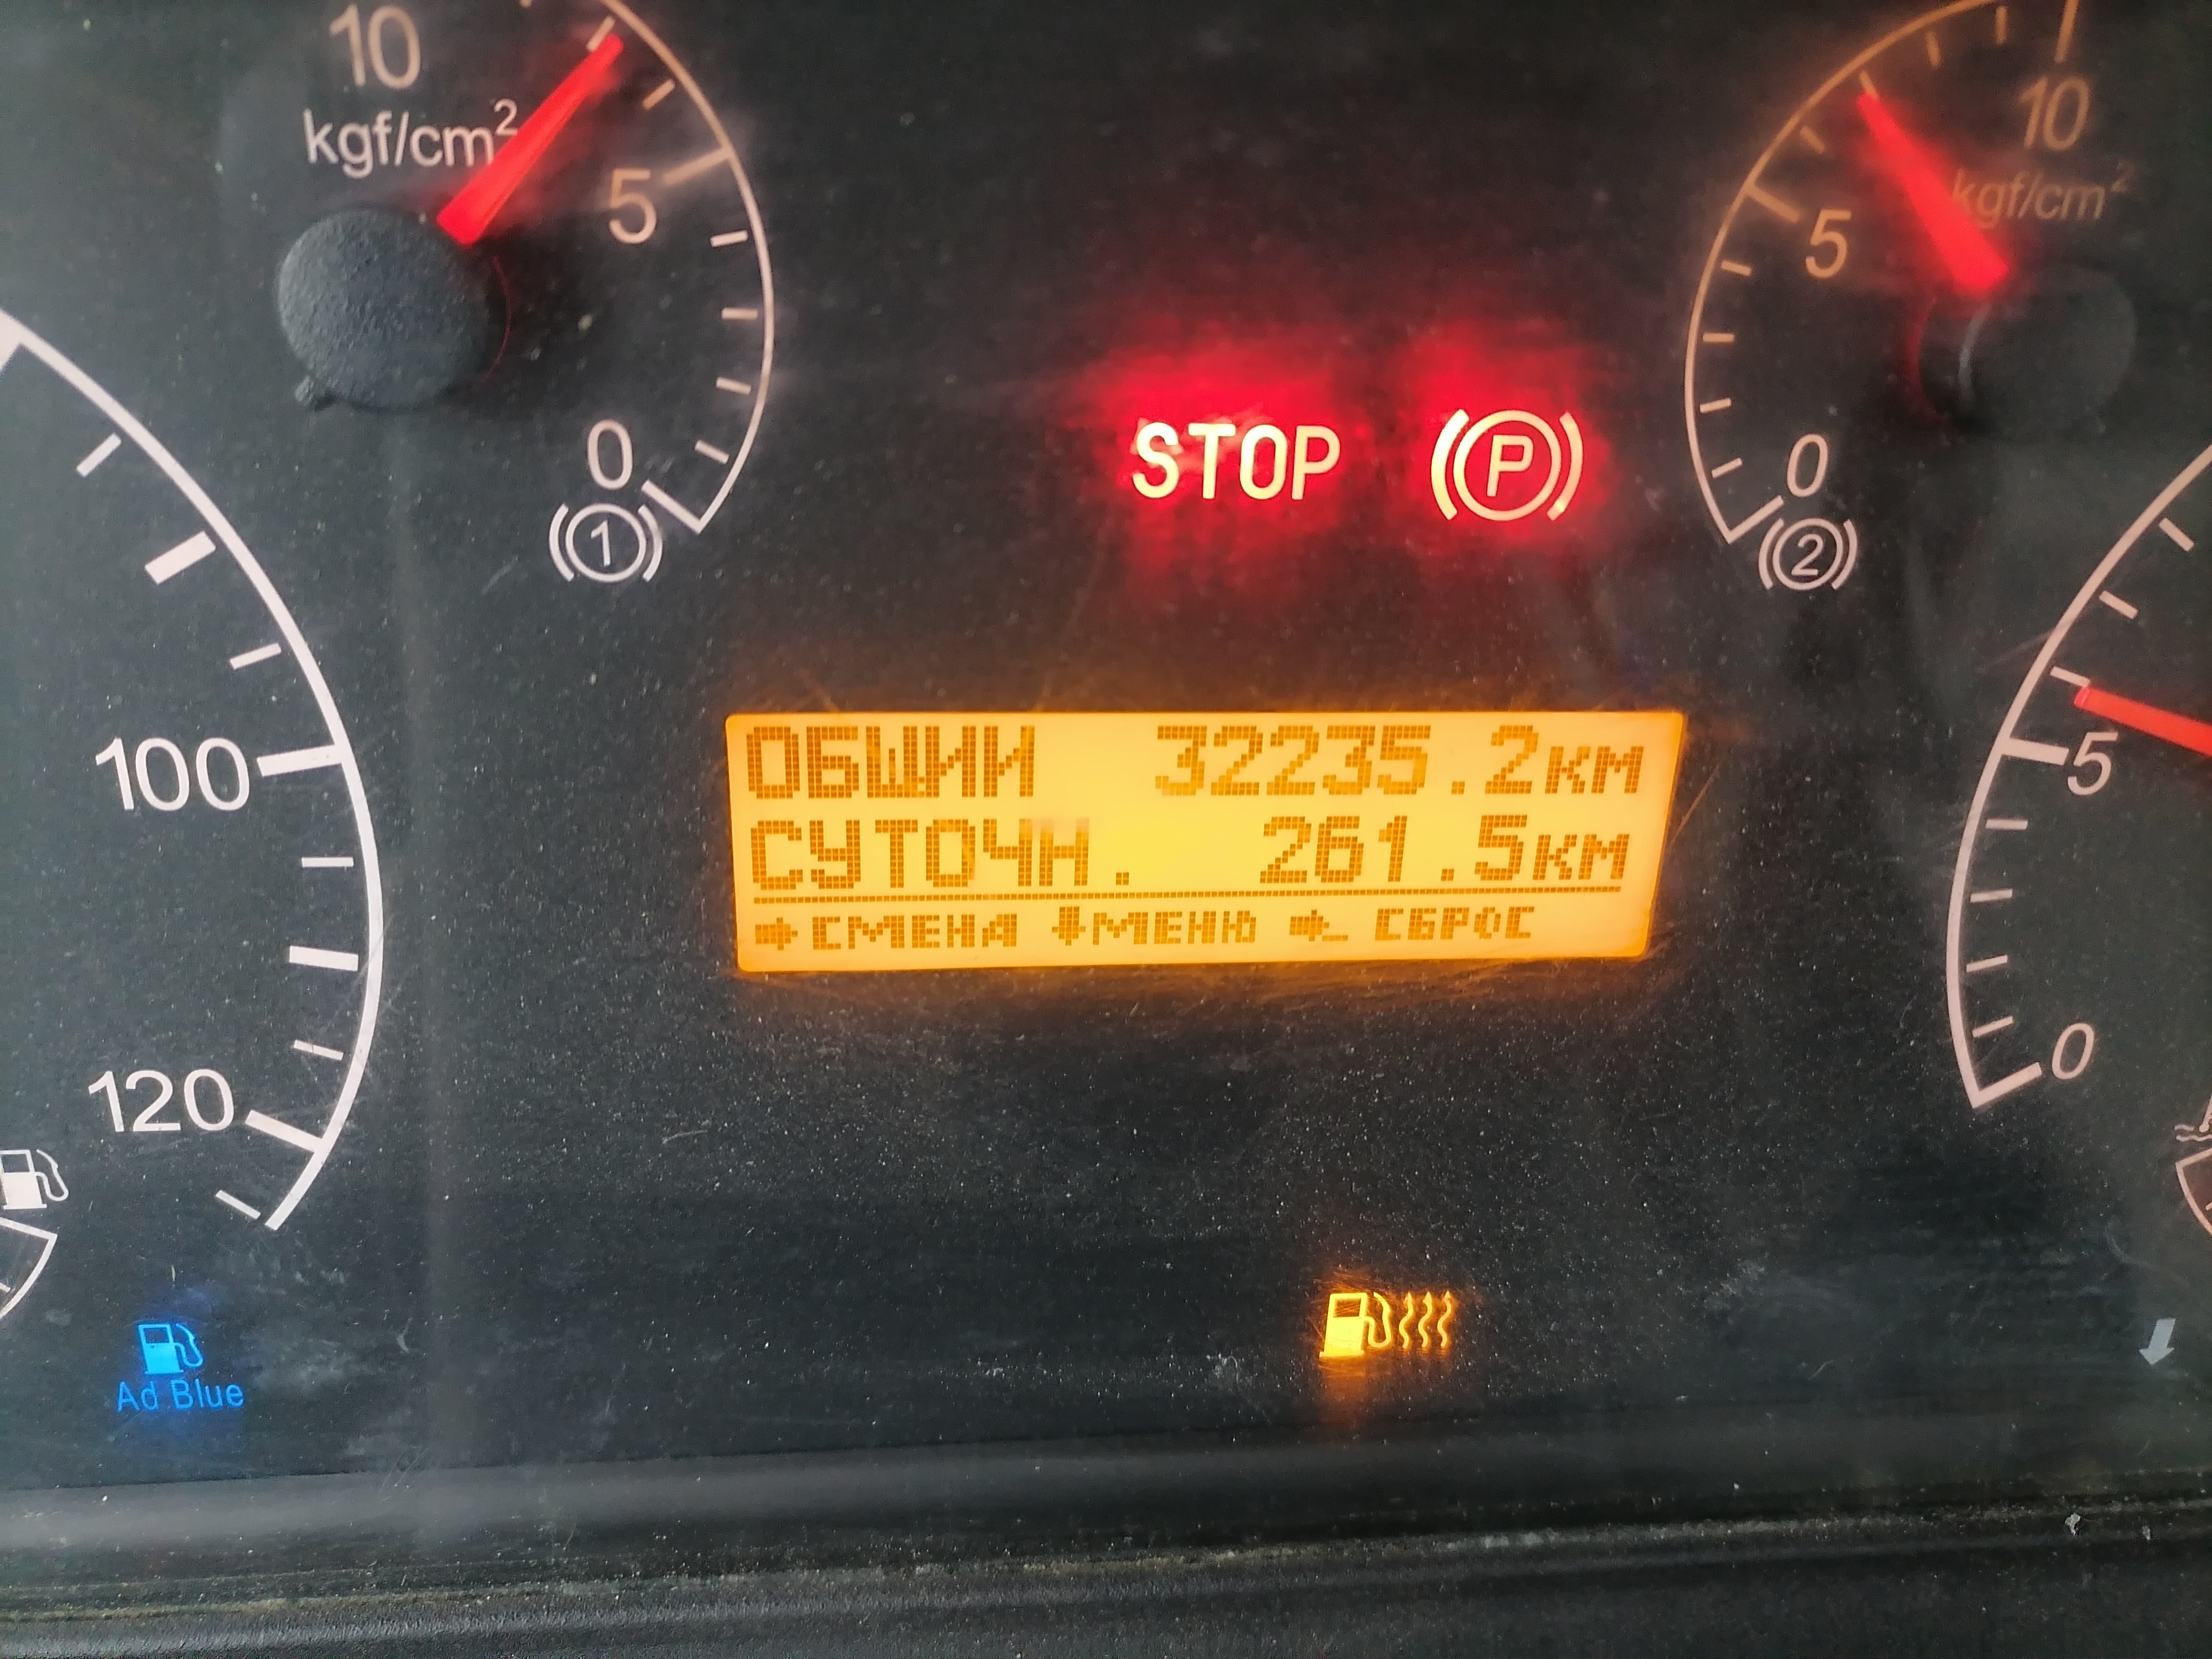 10
kgf/cm²
5
0
1
10
kgf/cm²
5
0
2
STOP P
ОБЩИЙ 32235.2км
СУТОЧН. 261.5км
СМЕНА МЕНЮ СБРОС
100
120
5
0
Ad Blue